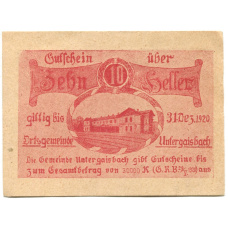 Gutschein über
Zehn 10 Heller
giltig bis 31 Dez. 1920
Ortsgemeinde Untergaisbach
Die Gemeinde Untergaisbach gibt Gutscheine bis
zum Gesamtbetrag von K (G.R.B. aus